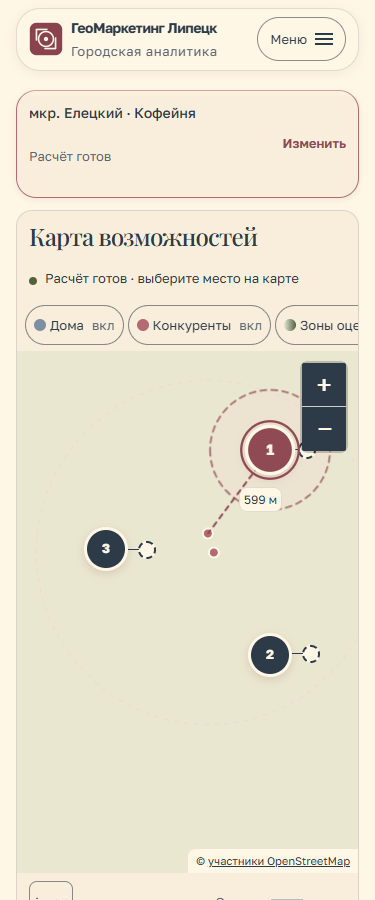 ГеоМаркетинг Липецк
Городская аналитика
Меню
мкр. Елецкий · Кофейня
Изменить
Расчёт готов
Карта возможностей
Расчёт готов · выберите место на карте
Дома вкл
Конкуренты вкл
Зоны оце
+
−
1
599 м
3
2
© участники OpenStreetMap